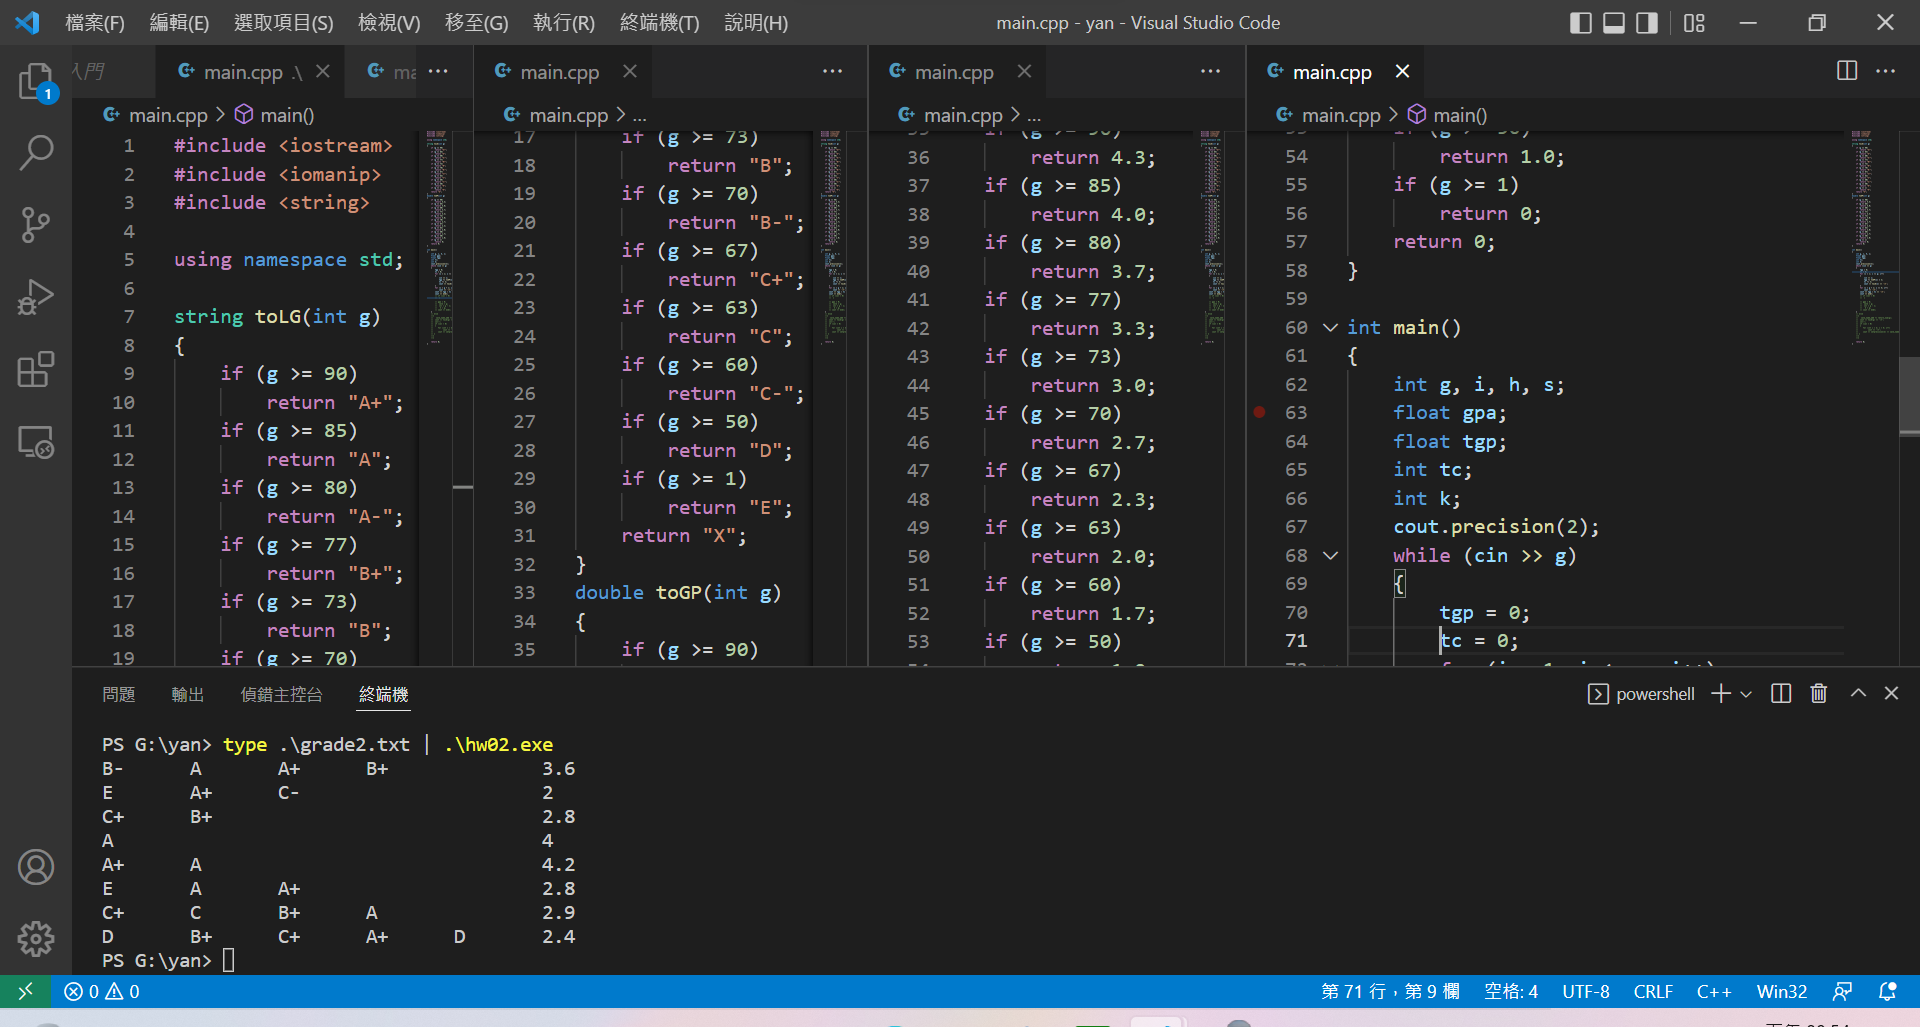 檔案(F) 編輯(E) 選取項目(S) 檢視(V) 移至(G) 執行(R) 終端機(T) 說明(H)
main.cpp - yan - Visual Studio Code
入門
main.cpp .\
ma
main.cpp
main.cpp
main.cpp
1
main.cpp > main()
1 #include <iostream>
2 #include <iomanip>
3 #include <string>
4
5 using namespace std;
6
7 string toLG(int g)
8 {
9 if (g >= 90)
10 return "A+";
11 if (g >= 85)
12 return "A";
13 if (g >= 80)
14 return "A-";
15 if (g >= 77)
16 return "B+";
17 if (g >= 73)
18 return "B";
19 if (g >= 70)
main.cpp > ...
17 if (g >= 73)
18 return "B";
19 if (g >= 70)
20 return "B-";
21 if (g >= 67)
22 return "C+";
23 if (g >= 63)
24 return "C";
25 if (g >= 60)
26 return "C-";
27 if (g >= 50)
28 return "D";
29 if (g >= 1)
30 return "E";
31 return "X";
32 }
33 double toGP(int g)
34 {
35 if (g >= 90)
main.cpp > ...
35 if (g >= 90)
36 return 4.3;
37 if (g >= 85)
38 return 4.0;
39 if (g >= 80)
40 return 3.7;
41 if (g >= 77)
42 return 3.3;
43 if (g >= 73)
44 return 3.0;
45 if (g >= 70)
46 return 2.7;
47 if (g >= 67)
48 return 2.3;
49 if (g >= 63)
50 return 2.0;
51 if (g >= 60)
52 return 1.7;
53 if (g >= 50)
main.cpp > main()
53 if (g >= 50)
54 return 1.0;
55 if (g >= 1)
56 return 0;
57 return 0;
58 }
59
60 int main()
61 {
62 int g, i, h, s;
63 float gpa;
64 float tgp;
65 int tc;
66 int k;
67 cout.precision(2);
68 while (cin >> g)
69 {
70 tgp = 0;
71 tc = 0;
問題 輸出 偵錯主控台 終端機
powershell
PS G:\yan> type .\grade2.txt | .\hw02.exe
B- A A+ B+ 3.6
E A+ C- 2
C+ B+ 2.8
A 4
A+ A 4.2
E A A+ 2.8
C+ C B+ A 2.9
D B+ C+ A+ D 2.4
PS G:\yan>
0 0
第 71 行，第 9 欄 空格: 4 UTF-8 CRLF C++ Win32